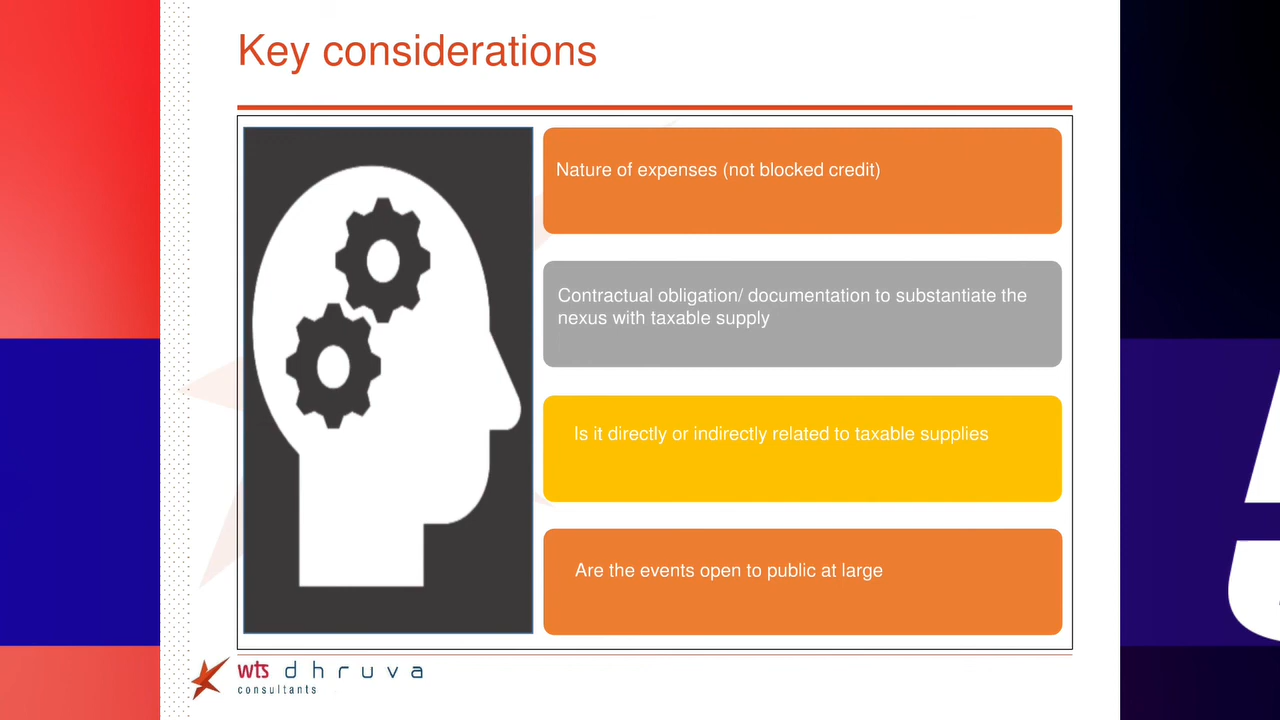 Key considerations
Nature of expenses (not blocked credit)
Contractual obligation/ documentation to substantiate the
nexus with taxable supply
Is it directly or indirectly related to taxable supplies
Are the events open to public at large
wts dhruva
consultants